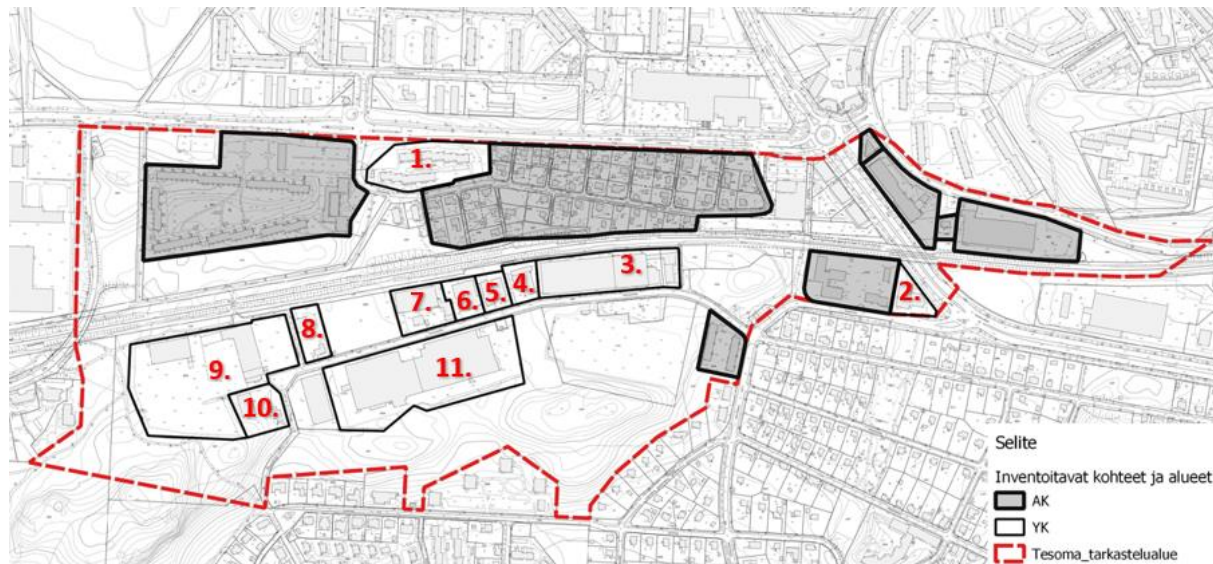 1.
3.
2.
4.
5.
6.
7.
8.
9.
11.
10.
Selite
Inventoitavat kohteet ja alueet
AK
YK
Tesoma_tarkastelualue